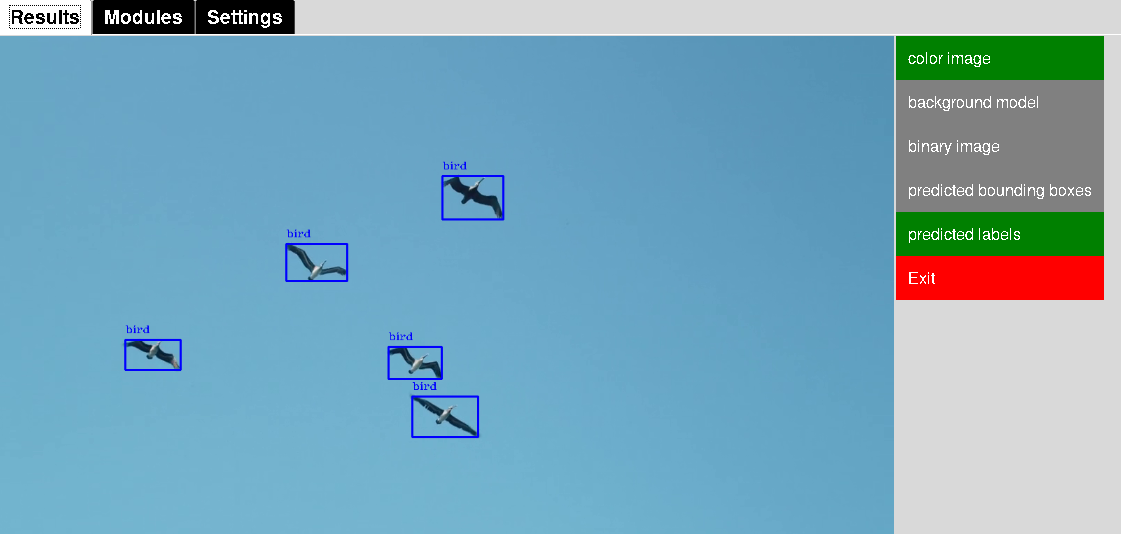 Results Modules Settings
color image
background model
binary image
predicted bounding boxes
predicted labels
Exit
bird
bird
bird
bird
bird